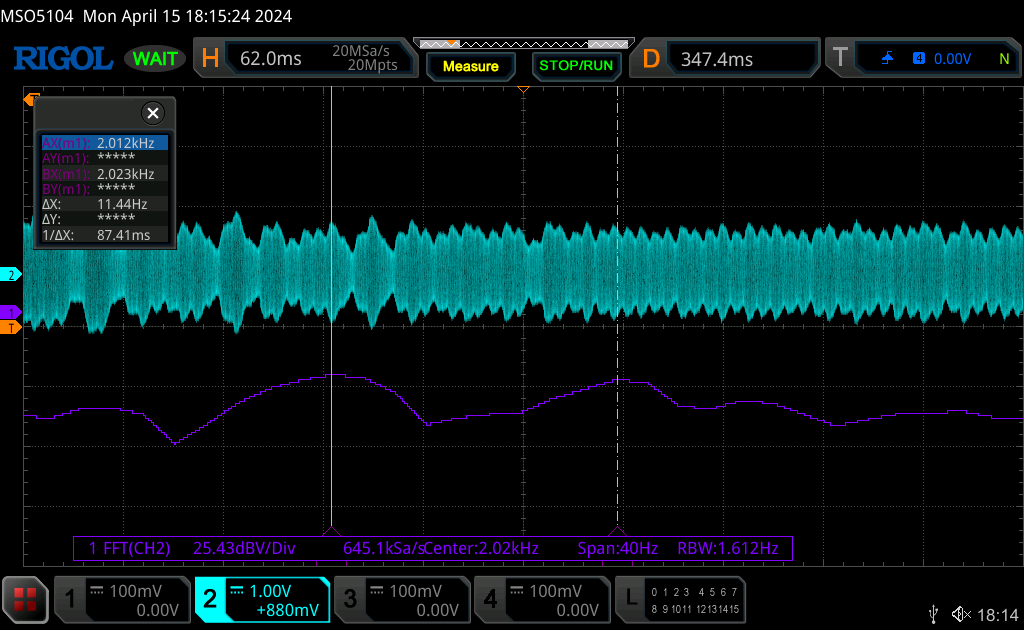 MSO5104 Mon April 15 18:15:24 2024
RIGOL WAIT H 62.0ms 20MSa/s 20Mpts Measure STOP/RUN D 347.4ms T 4 0.00V N
T
AX(m1): 2.012kHz
AY(m1): *****
BX(m1): 2.023kHz
BY(m1): *****
ΔX: 11.44Hz
ΔY: *****
1/ΔX: 87.41ms
2
1
T
1 FFT(CH2) 25.43dBV/Div 645.1kSa/s Center:2.02kHz Span:40Hz RBW:1.612Hz
1 100mV 0.00V
2 1.00V +880mV
3 100mV 0.00V
4 100mV 0.00V
L 0 1 2 3 4 5 6 7
8 9 10 11 12 13 14 15
18:14